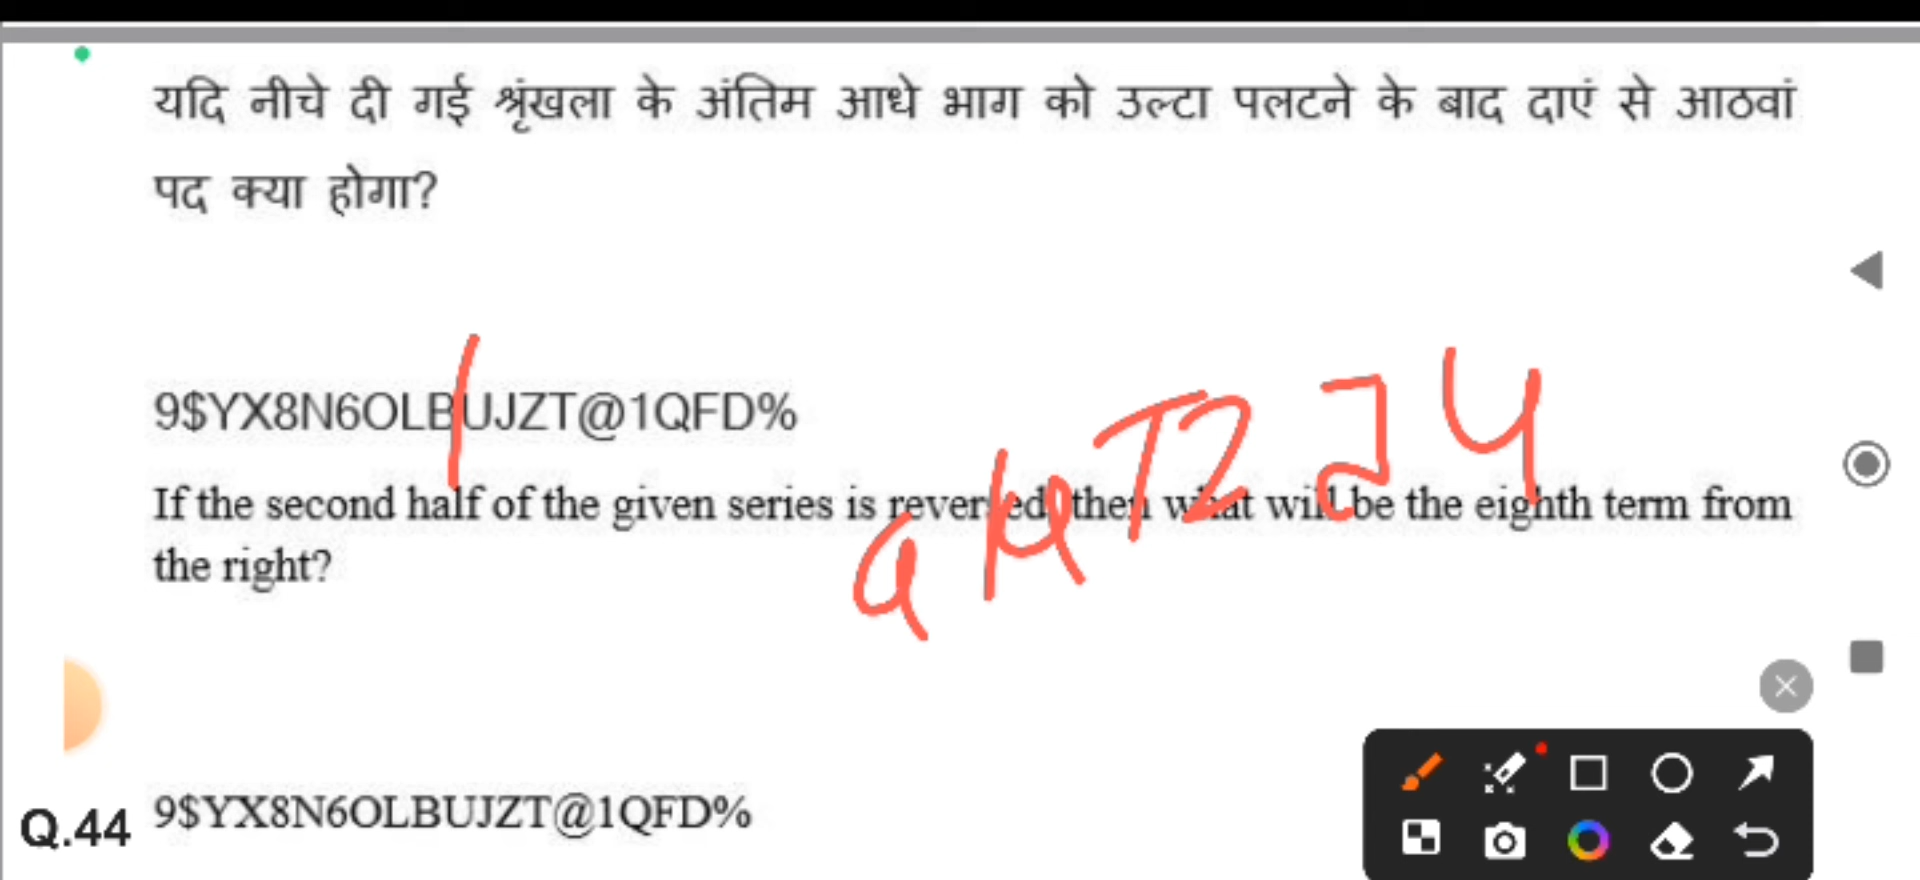 यदि नीचे दी गई श्रृंखला के अंतिम आधे भाग को उल्टा पलटने के बाद दाएं से आठवां
पद क्या होगा?
9$YX8N6OLBUJZT@1QFD%
If the second half of the given series is reversed, then what will be the eighth term from
the right?
Q.44 9$YX8N6OLBUJZT@1QFD%